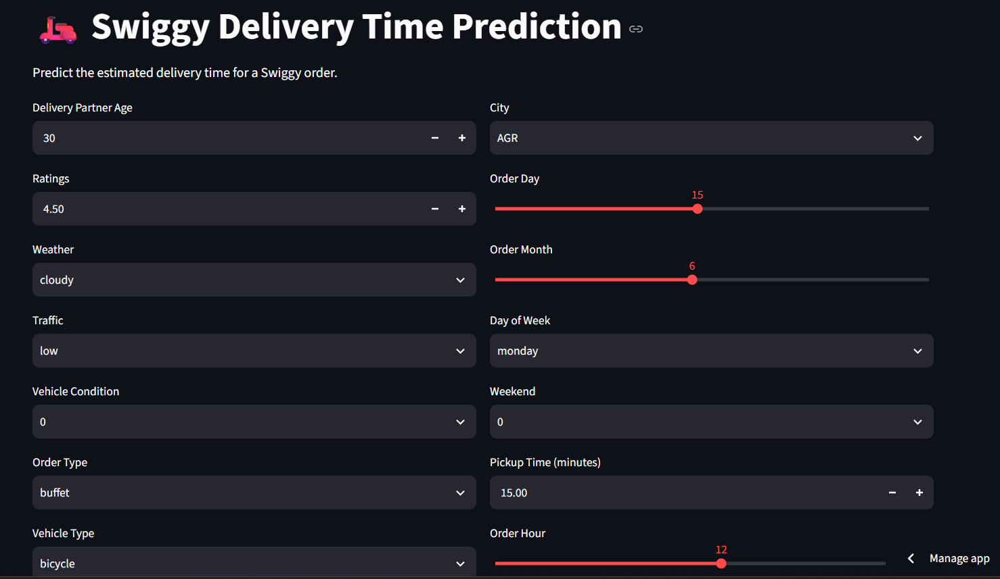 Swiggy Delivery Time Prediction
Predict the estimated delivery time for a Swiggy order.
Delivery Partner Age
30
City
AGR
Ratings
4.50
Order Day
15
Weather
cloudy
Order Month
6
Traffic
low
Day of Week
monday
Vehicle Condition
0
Weekend
0
Order Type
buffet
Pickup Time (minutes)
15.00
Vehicle Type
bicycle
Order Hour
12
Manage app